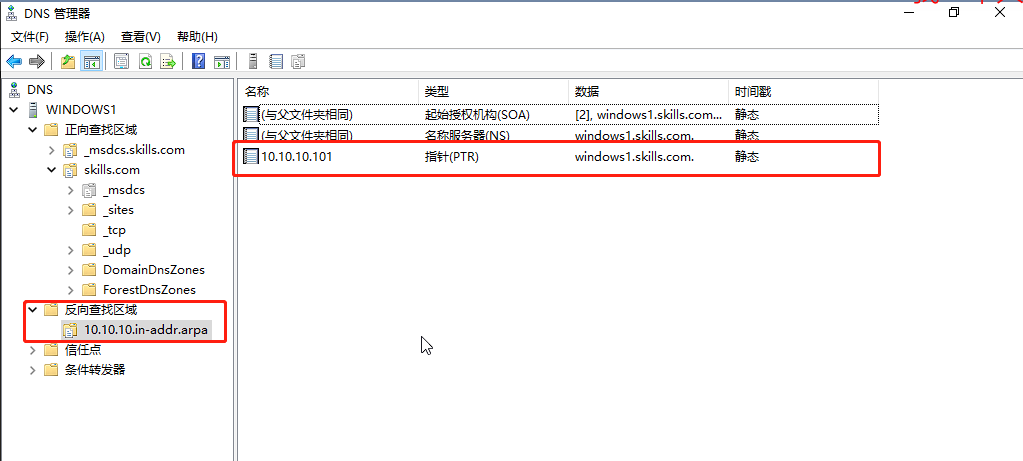 DNS 管理器
文件(F) 操作(A) 查看(V) 帮助(H)
DNS
WINDOWS1
正向查找区域
_msdcs.skills.com
skills.com
_msdcs
_sites
_tcp
_udp
DomainDnsZones
ForestDnsZones
反向查找区域
10.10.10.in-addr.arpa
信任点
条件转发器
名称 类型 数据 时间戳
(与父文件夹相同) 起始授权机构(SOA) [2], windows1.skills.com... 静态
(与父文件夹相同) 名称服务器(NS) windows1.skills.com. 静态
10.10.10.101 指针(PTR) windows1.skills.com. 静态